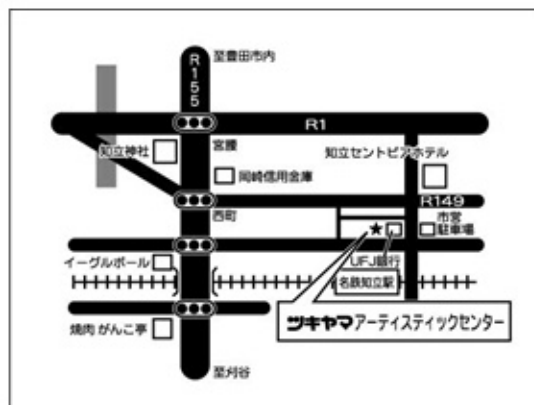 R155
至豊田市内
R1
知立神社
宮腰
知立セントピアホテル
岡崎信用金庫
R149
西町
市営
駐車場
イーグルボール
UFJ銀行
名鉄知立駅
ツキヤマアーティスティックセンター
焼肉 がんこ亭
至刈谷